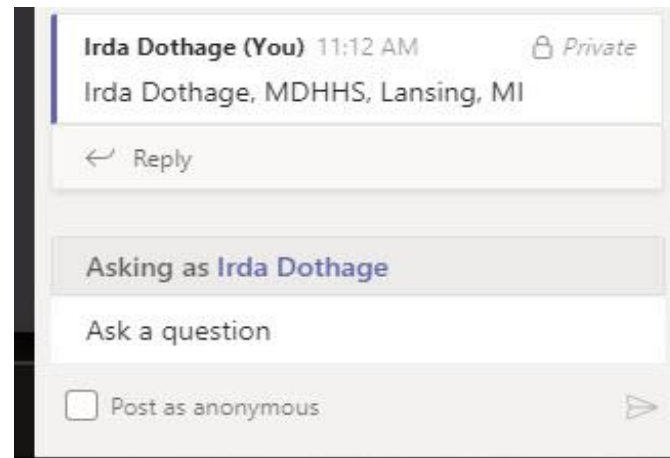 Irda Dothage (You) 11:12 AM Private
Irda Dothage, MDHHS, Lansing, MI
Reply
Asking as Irda Dothage
Ask a question
Post as anonymous